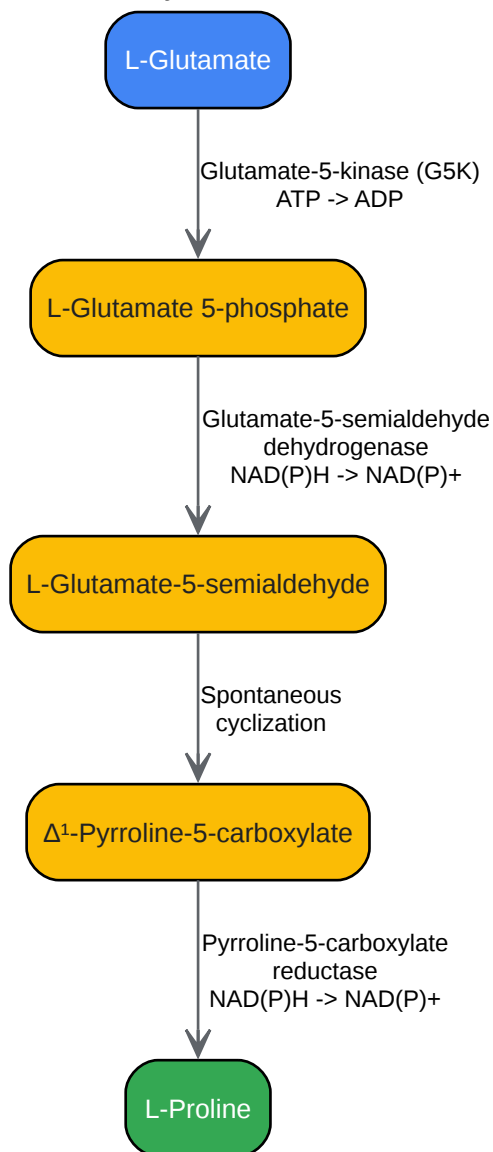 L-Glutamate
Glutamate-5-kinase (G5K)
ATP -> ADP
L-Glutamate 5-phosphate
Glutamate-5-semialdehyde
dehydrogenase
NAD(P)H -> NAD(P)+
L-Glutamate-5-semialdehyde
Spontaneous
cyclization
Δ¹-Pyrroline-5-carboxylate
Pyrroline-5-carboxylate
reductase
NAD(P)H -> NAD(P)+
L-Proline